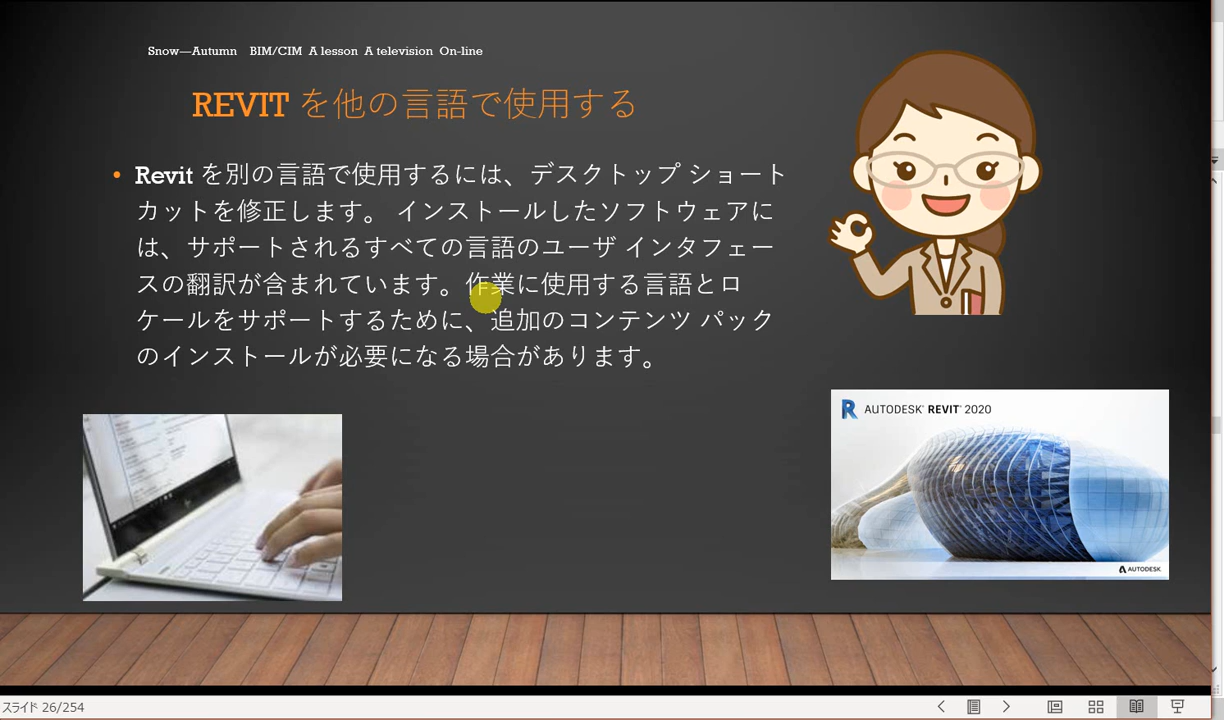 Snow—Autumn BIM/CIM A lesson A television On-line
REVIT を他の言語で使用する
• Revit を別の言語で使用するには、デスクトップ ショート
カットを修正します。 インストールしたソフトウェアに
は、サポートされるすべての言語のユーザ インタフェー
スの翻訳が含まれています。作業に使用する言語とロ
ケールをサポートするために、追加のコンテンツ パック
のインストールが必要になる場合があります。
AUTODESK® REVIT® 2020
AUTODESK
スライド 26/254